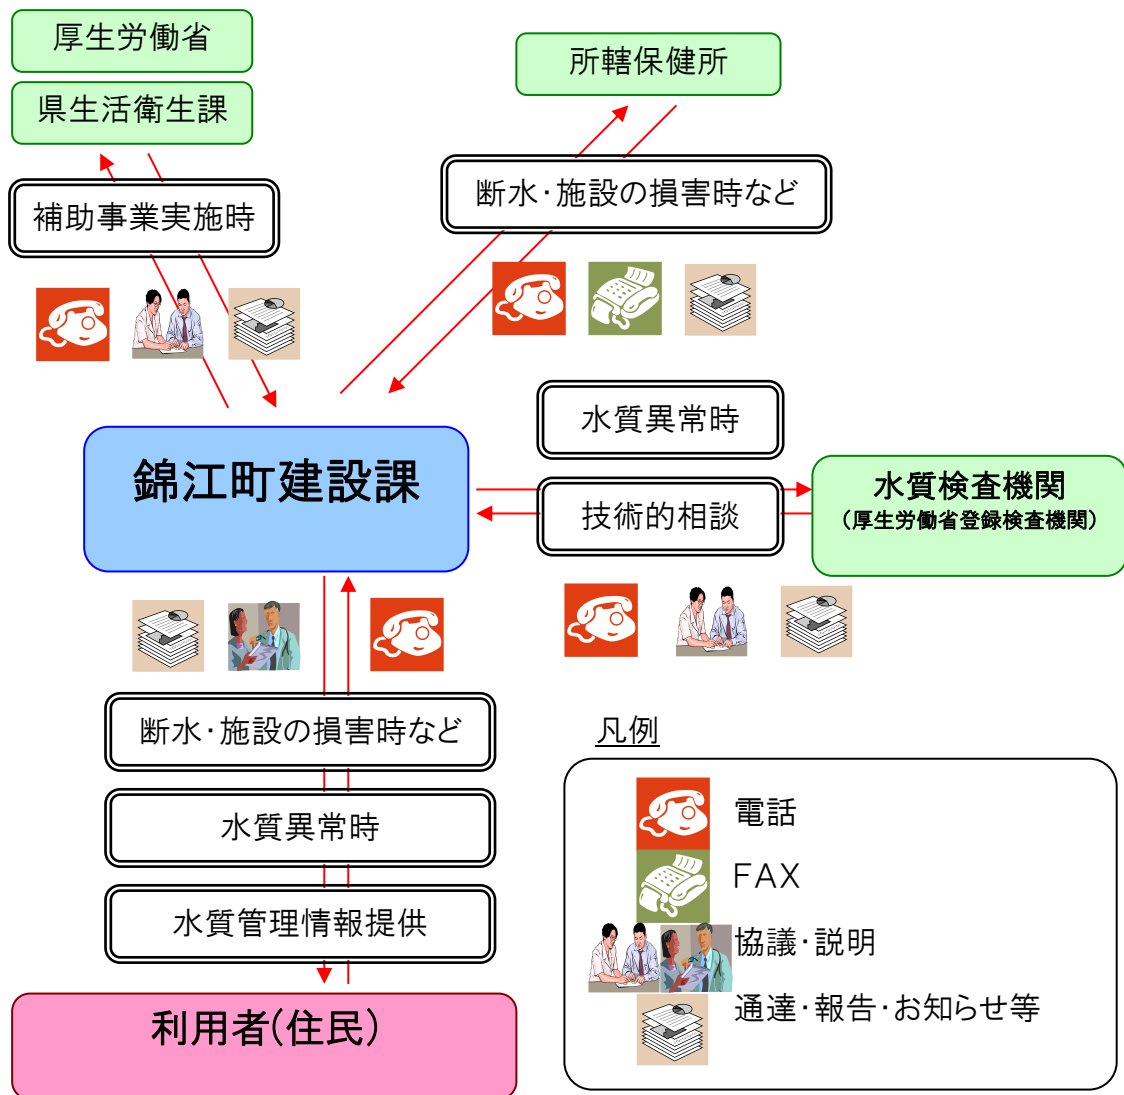 厚生労働省
県生活衛生課
所轄保健所
補助事業実施時
断水・施設の損害時など
水質異常時
錦江町建設課
技術的相談
水質検査機関
（厚生労働省登録検査機関）
断水・施設の損害時など
水質異常時
水質管理情報提供
利用者(住民)
凡例
電話
FAX
協議・説明
通達・報告・お知らせ等